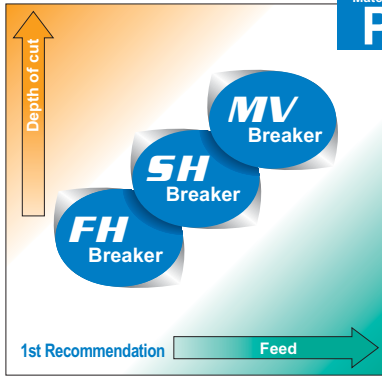 P
Depth of cut
MV
Breaker
SH
Breaker
FH
Breaker
1st Recommendation
Feed